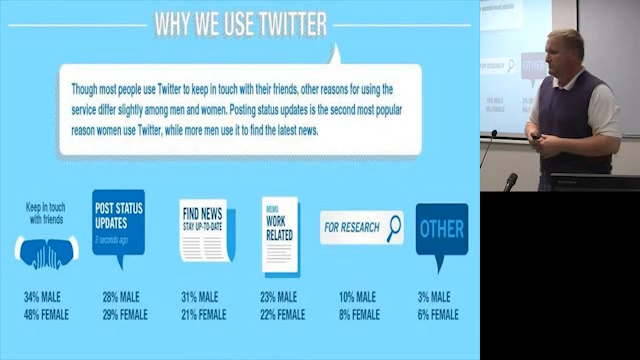 WHY WE USE TWITTER
Though most people use Twitter to keep in touch with their friends, other reasons for using the
service differ slightly among men and women. Posting status updates is the second most popular
reason women use Twitter, while more men use it to find the latest news.
Keep in touch
with friends
POST STATUS
UPDATES
3 seconds ago
FIND NEWS
STAY UP-TO-DATE
MEMO
WORK
RELATED
FOR RESEARCH
OTHER
34% MALE
48% FEMALE
28% MALE
29% FEMALE
31% MALE
21% FEMALE
23% MALE
22% FEMALE
10% MALE
8% FEMALE
3% MALE
6% FEMALE
OTHER